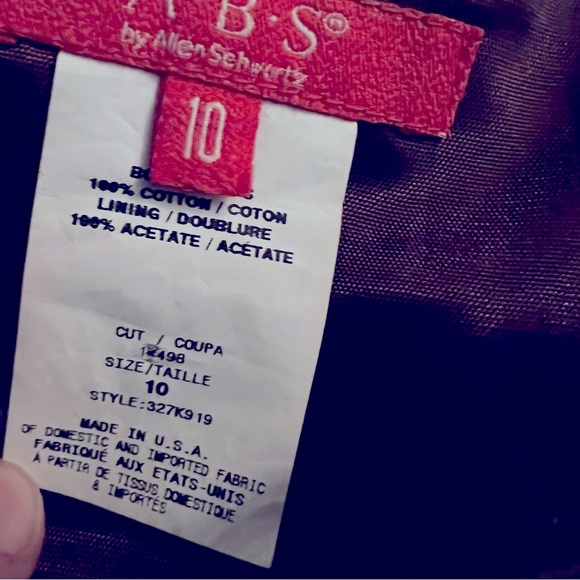 A·B·S®
by Allen Schwartz
10
100% COTTON / COTON
LINING / DOUBLURE
100% ACETATE / ACÉTATE
CUT / COUPA
SIZE/TAILLE
10
STYLE:327K919
MADE IN U.S.A.
OF DOMESTIC AND IMPORTED FABRIC
FABRIQUÉ AUX ETATS-UNIS
À PARTIR DE TISSUS DOMESTIQUE
& IMPORTÉS